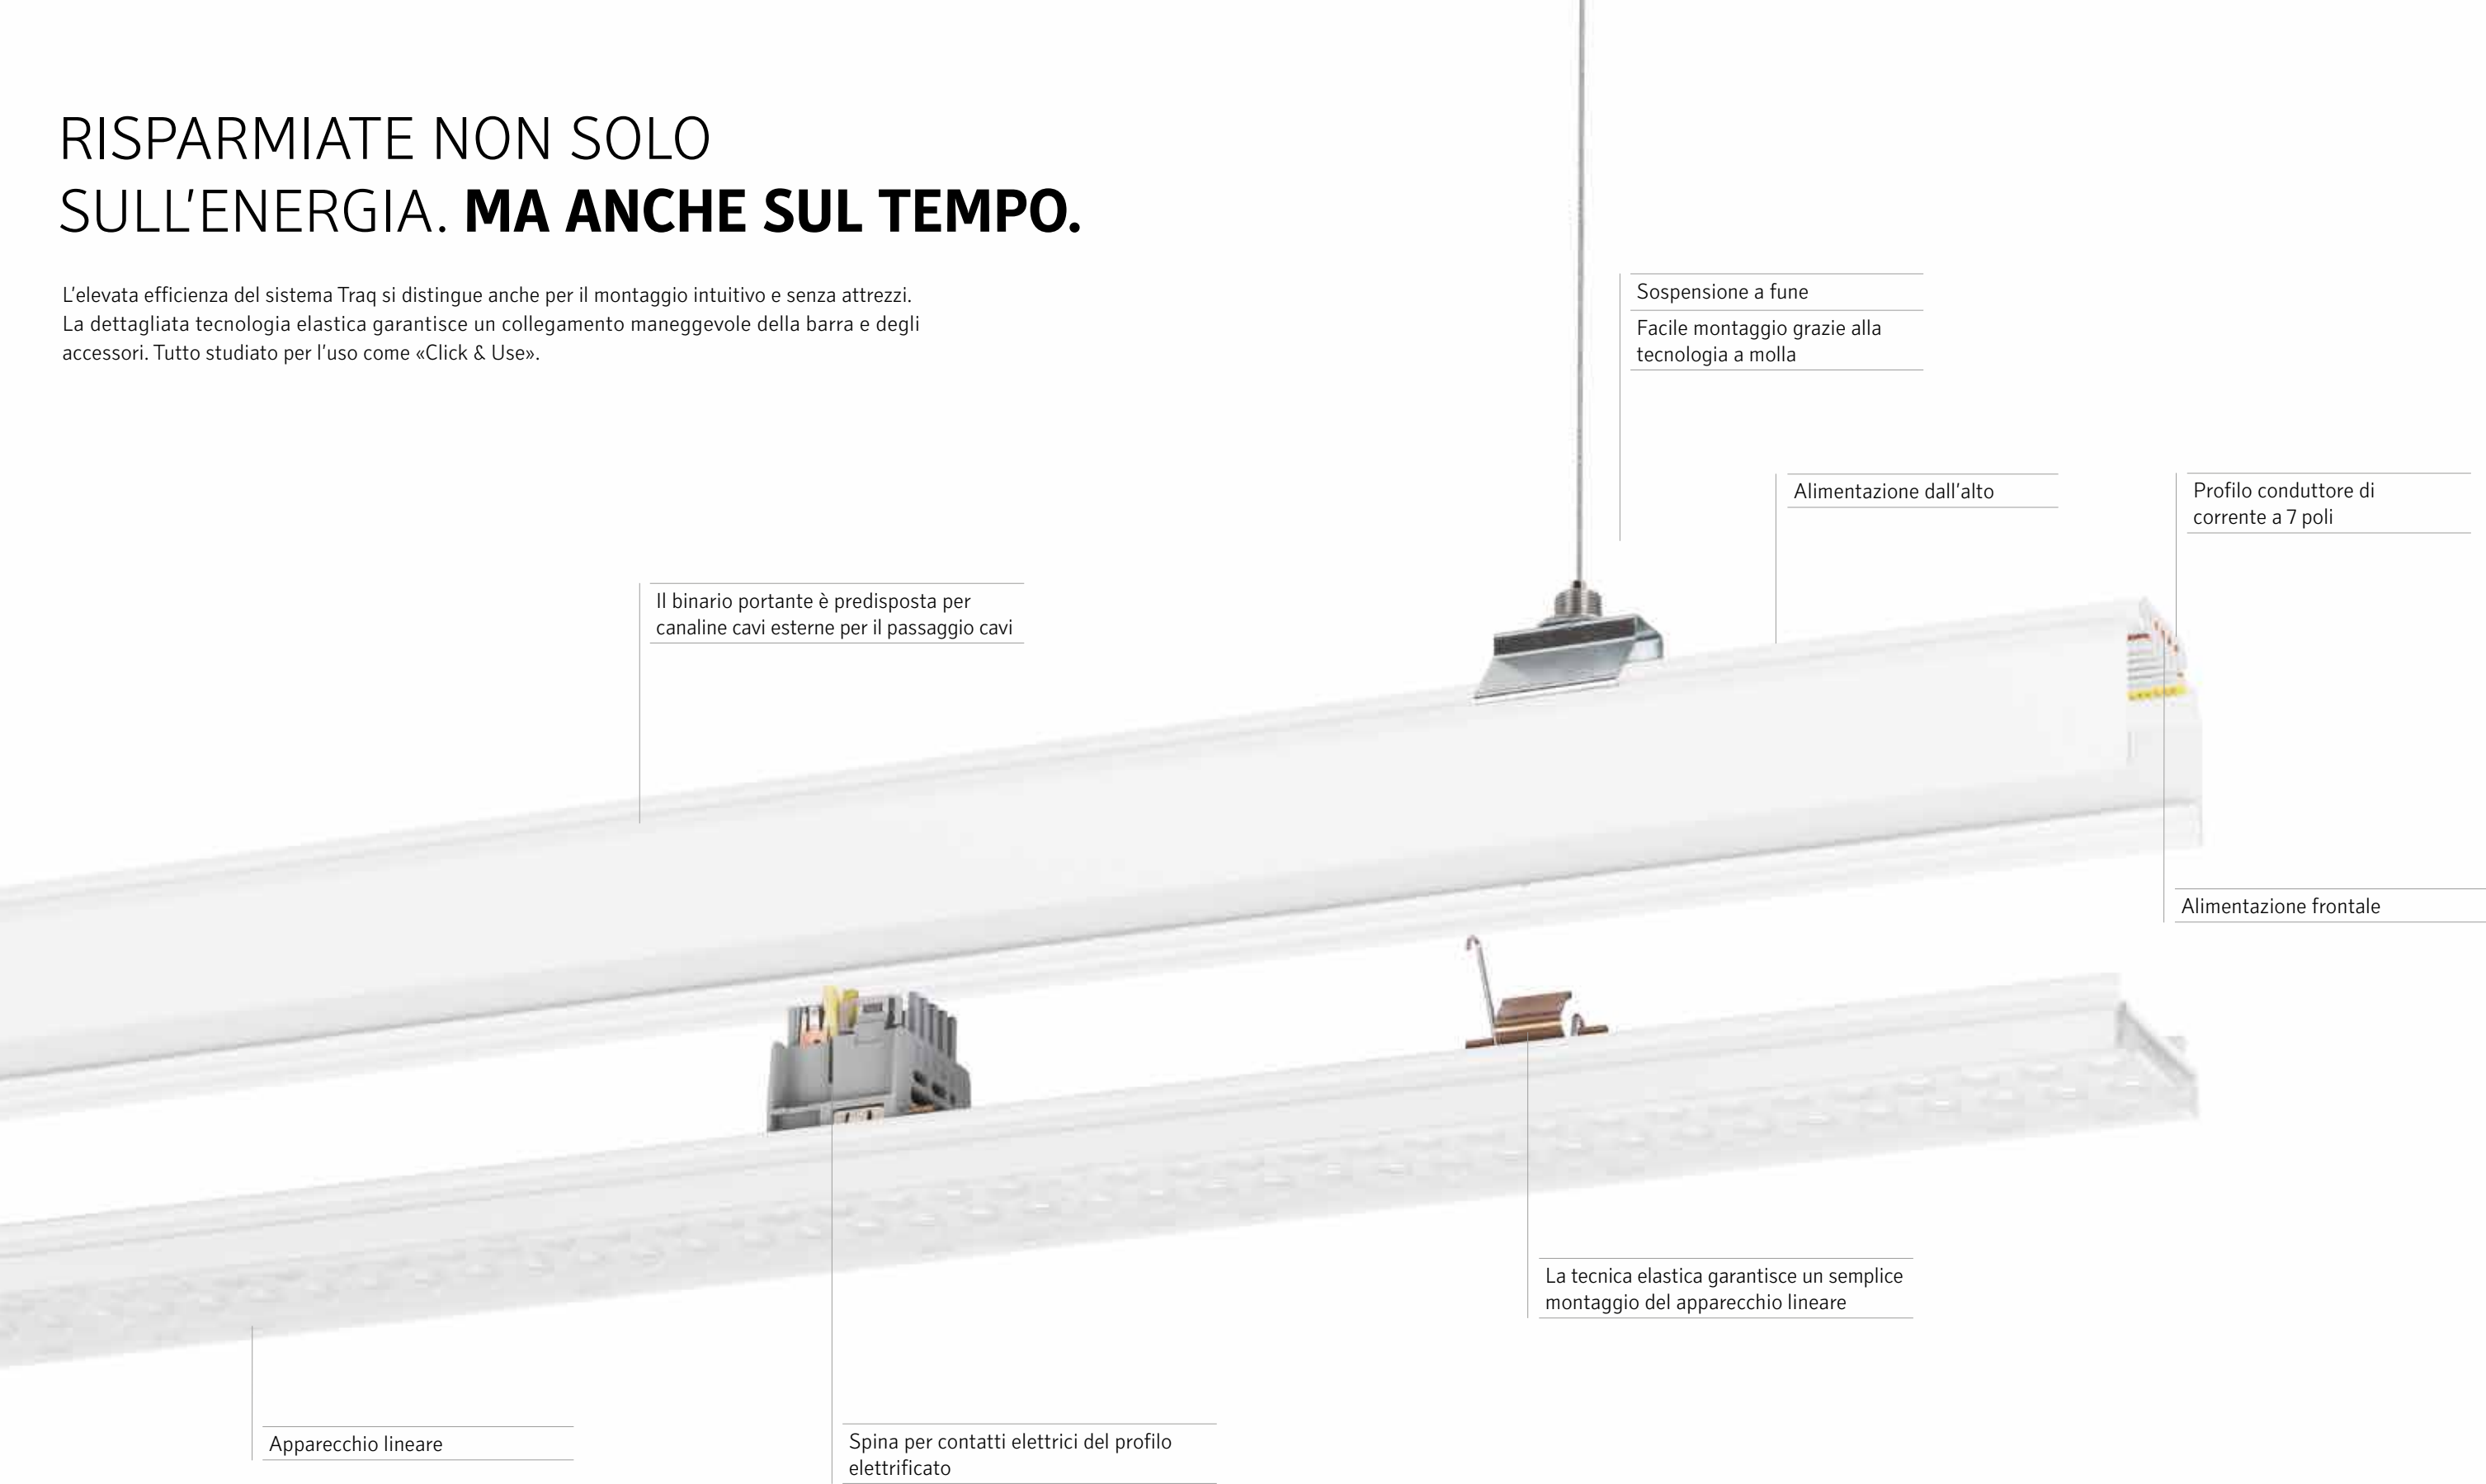 RISPARMIATE NON SOLO
SULL'ENERGIA. MA ANCHE SUL TEMPO.
L'elevata efficienza del sistema Traq si distingue anche per il montaggio intuitivo e senza attrezzi.
La dettagliata tecnologia elastica garantisce un collegamento maneggevole della barra e degli
accessori. Tutto studiato per l'uso come «Click & Use».
Sospensione a fune
Facile montaggio grazie alla
tecnologia a molla
Alimentazione dall'alto
Profilo conduttore di
corrente a 7 poli
Il binario portante è predisposta per
canaline cavi esterne per il passaggio cavi
Alimentazione frontale
La tecnica elastica garantisce un semplice
montaggio del apparecchio lineare
Apparecchio lineare
Spina per contatti elettrici del profilo
elettrificato